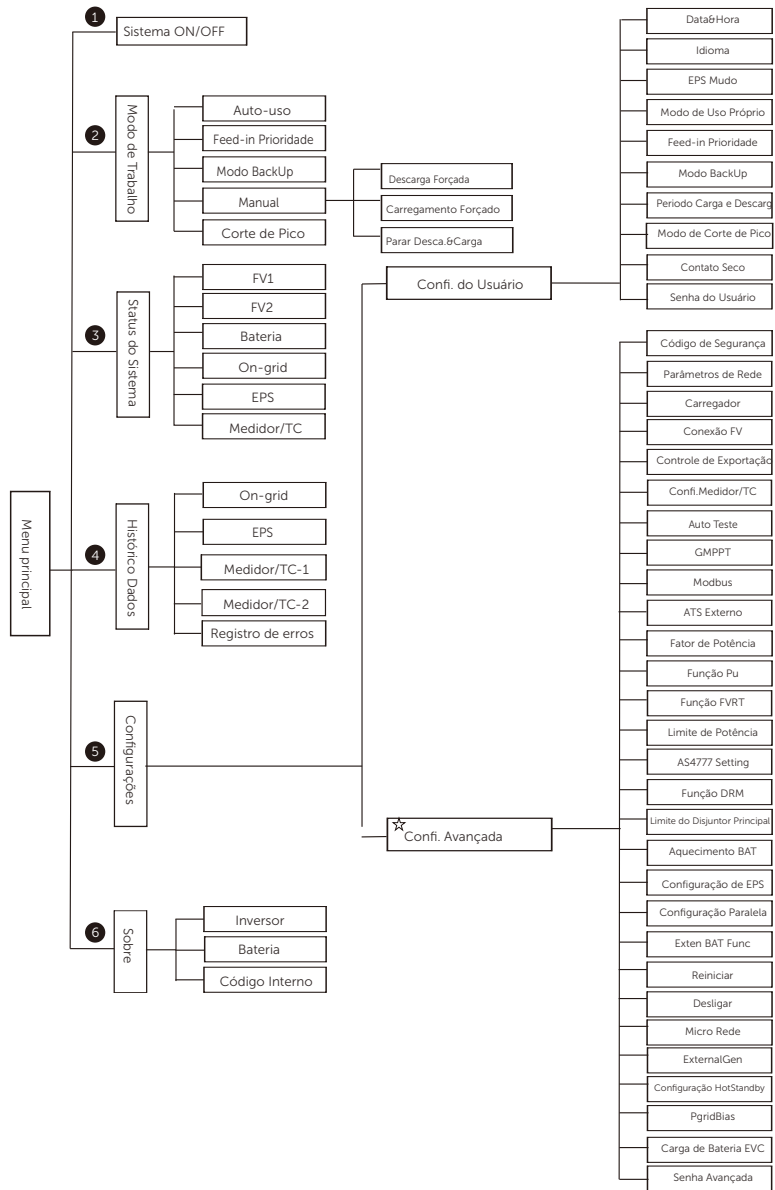 Menu principal
1
Sistema ON/OFF
2
Modo de Trabalho
Auto-uso
Feed-in Prioridade
Modo BackUp
Manual
Corte de Pico
Descarga Forçada
Carregamento Forçado
Parar Desca.&Carga
3
Status do Sistema
FV1
FV2
Bateria
On-grid
EPS
Medidor/TC
4
Histórico Dados
On-grid
EPS
Medidor/TC-1
Medidor/TC-2
Registro de erros
5
Configurações
Confi. do Usuário
Data&Hora
Idioma
EPS Mudo
Modo de Uso Próprio
Feed-in Prioridade
Modo BackUp
Periodo Carga e Descarg
Modo de Corte de Pico
Contato Seco
Senha do Usuário
Confi. Avançada
Código de Segurança
Parâmetros de Rede
Carregador
Conexão FV
Controle de Exportação
Confi.Medidor/TC
Auto Teste
GMPPT
Modbus
ATS Externo
Fator de Potência
Função Pu
Função FVRT
Limite de Potência
AS4777 Setting
Função DRM
Limite do Disjuntor Principal
Aquecimento BAT
Configuração de EPS
Configuração Paralela
Exten BAT Func
Reiniciar
Desligar
Micro Rede
ExternalGen
Configuração HotStandby
PgridBias
Carga de Bateria EVC
Senha Avançada
6
Sobre
Inversor
Bateria
Código Interno